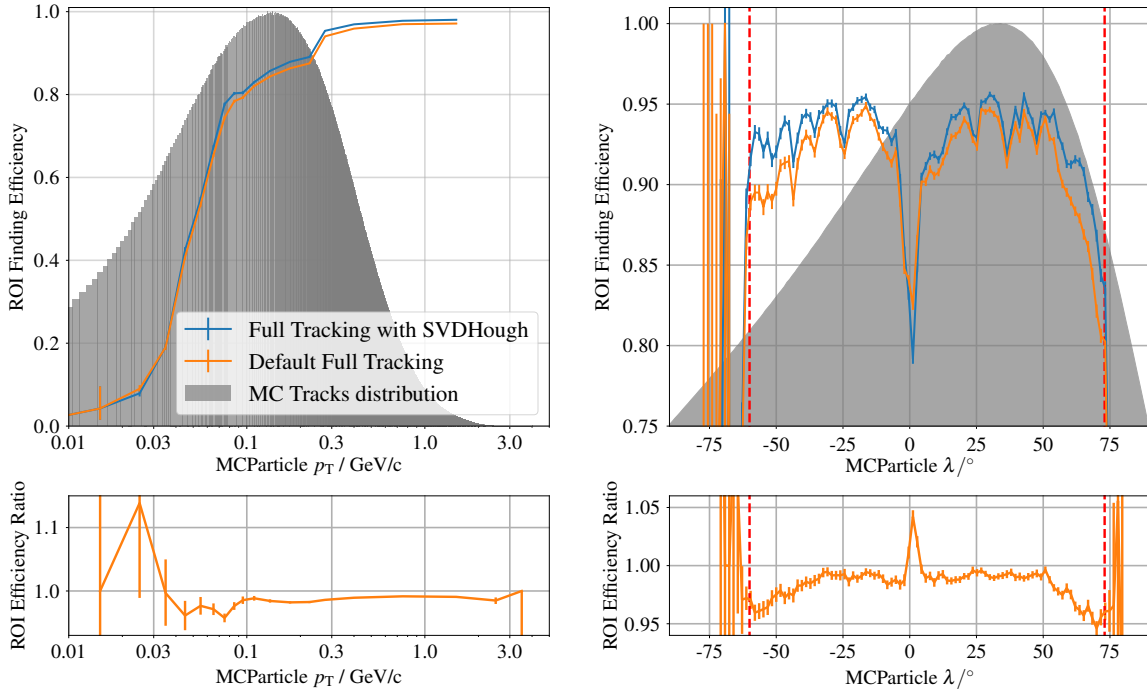 1.0
0.8
0.6
0.4
0.2
0.0
ROI Finding Efficiency
Full Tracking with SVDHough
Default Full Tracking
MC Tracks distribution
0.01 0.03 0.1 0.3 1.0 3.0
MCParticle p_T / GeV/c
1.00
0.95
0.90
0.85
0.80
0.75
ROI Finding Efficiency
-75 -50 -25 0 25 50 75
MCParticle λ/°
1.1
1.0
ROI Efficiency Ratio
0.01 0.03 0.1 0.3 1.0 3.0
MCParticle p_T / GeV/c
1.05
1.00
0.95
ROI Efficiency Ratio
-75 -50 -25 0 25 50 75
MCParticle λ/°